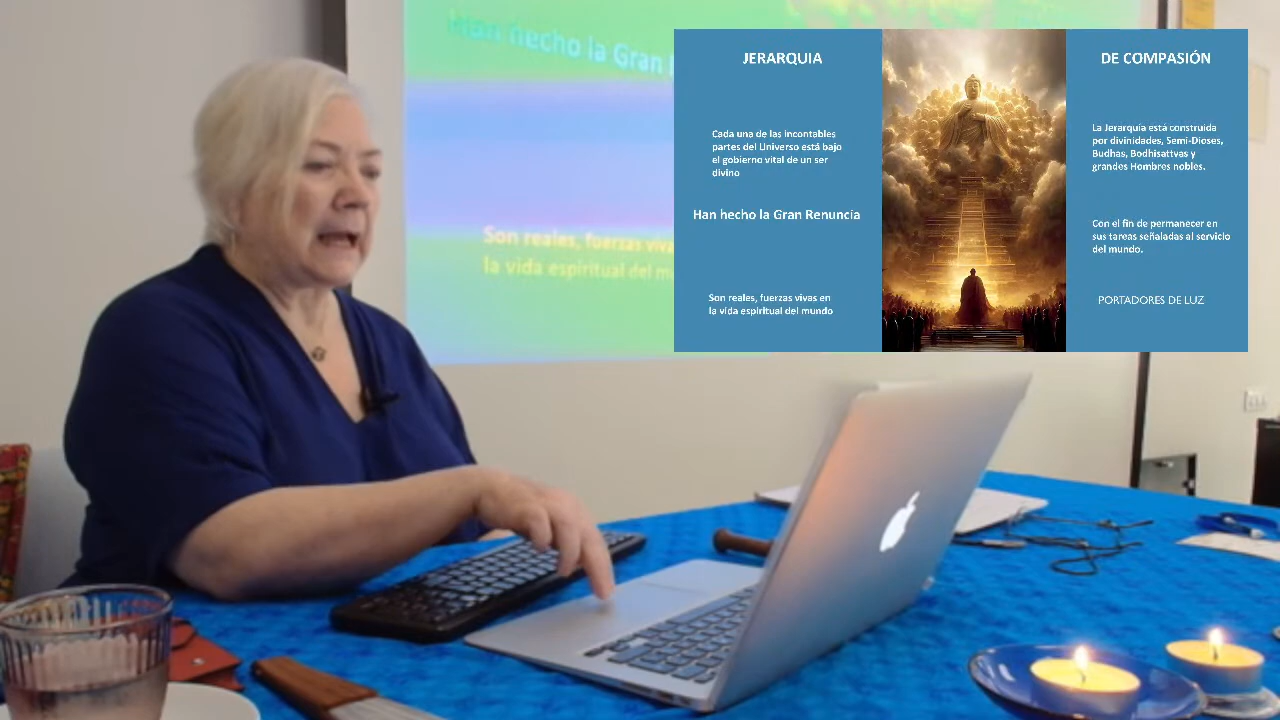 Han hecho la Gran
Son reales, fuerzas viva
la vida espiritual del m
JERARQUIA
Cada una de las incontables
partes del Universo está bajo
el gobierno vital de un ser
divino
Han hecho la Gran Renuncia
Son reales, fuerzas vivas en
la vida espiritual del mundo
DE COMPASIÓN
La Jerarquía está construida
por divinidades, Semi-Dioses,
Budhas, Bodhisattvas y
grandes Hombres nobles.
Con el fin de permanecer en
sus tareas señaladas al servicio
del mundo.
PORTADORES DE LUZ